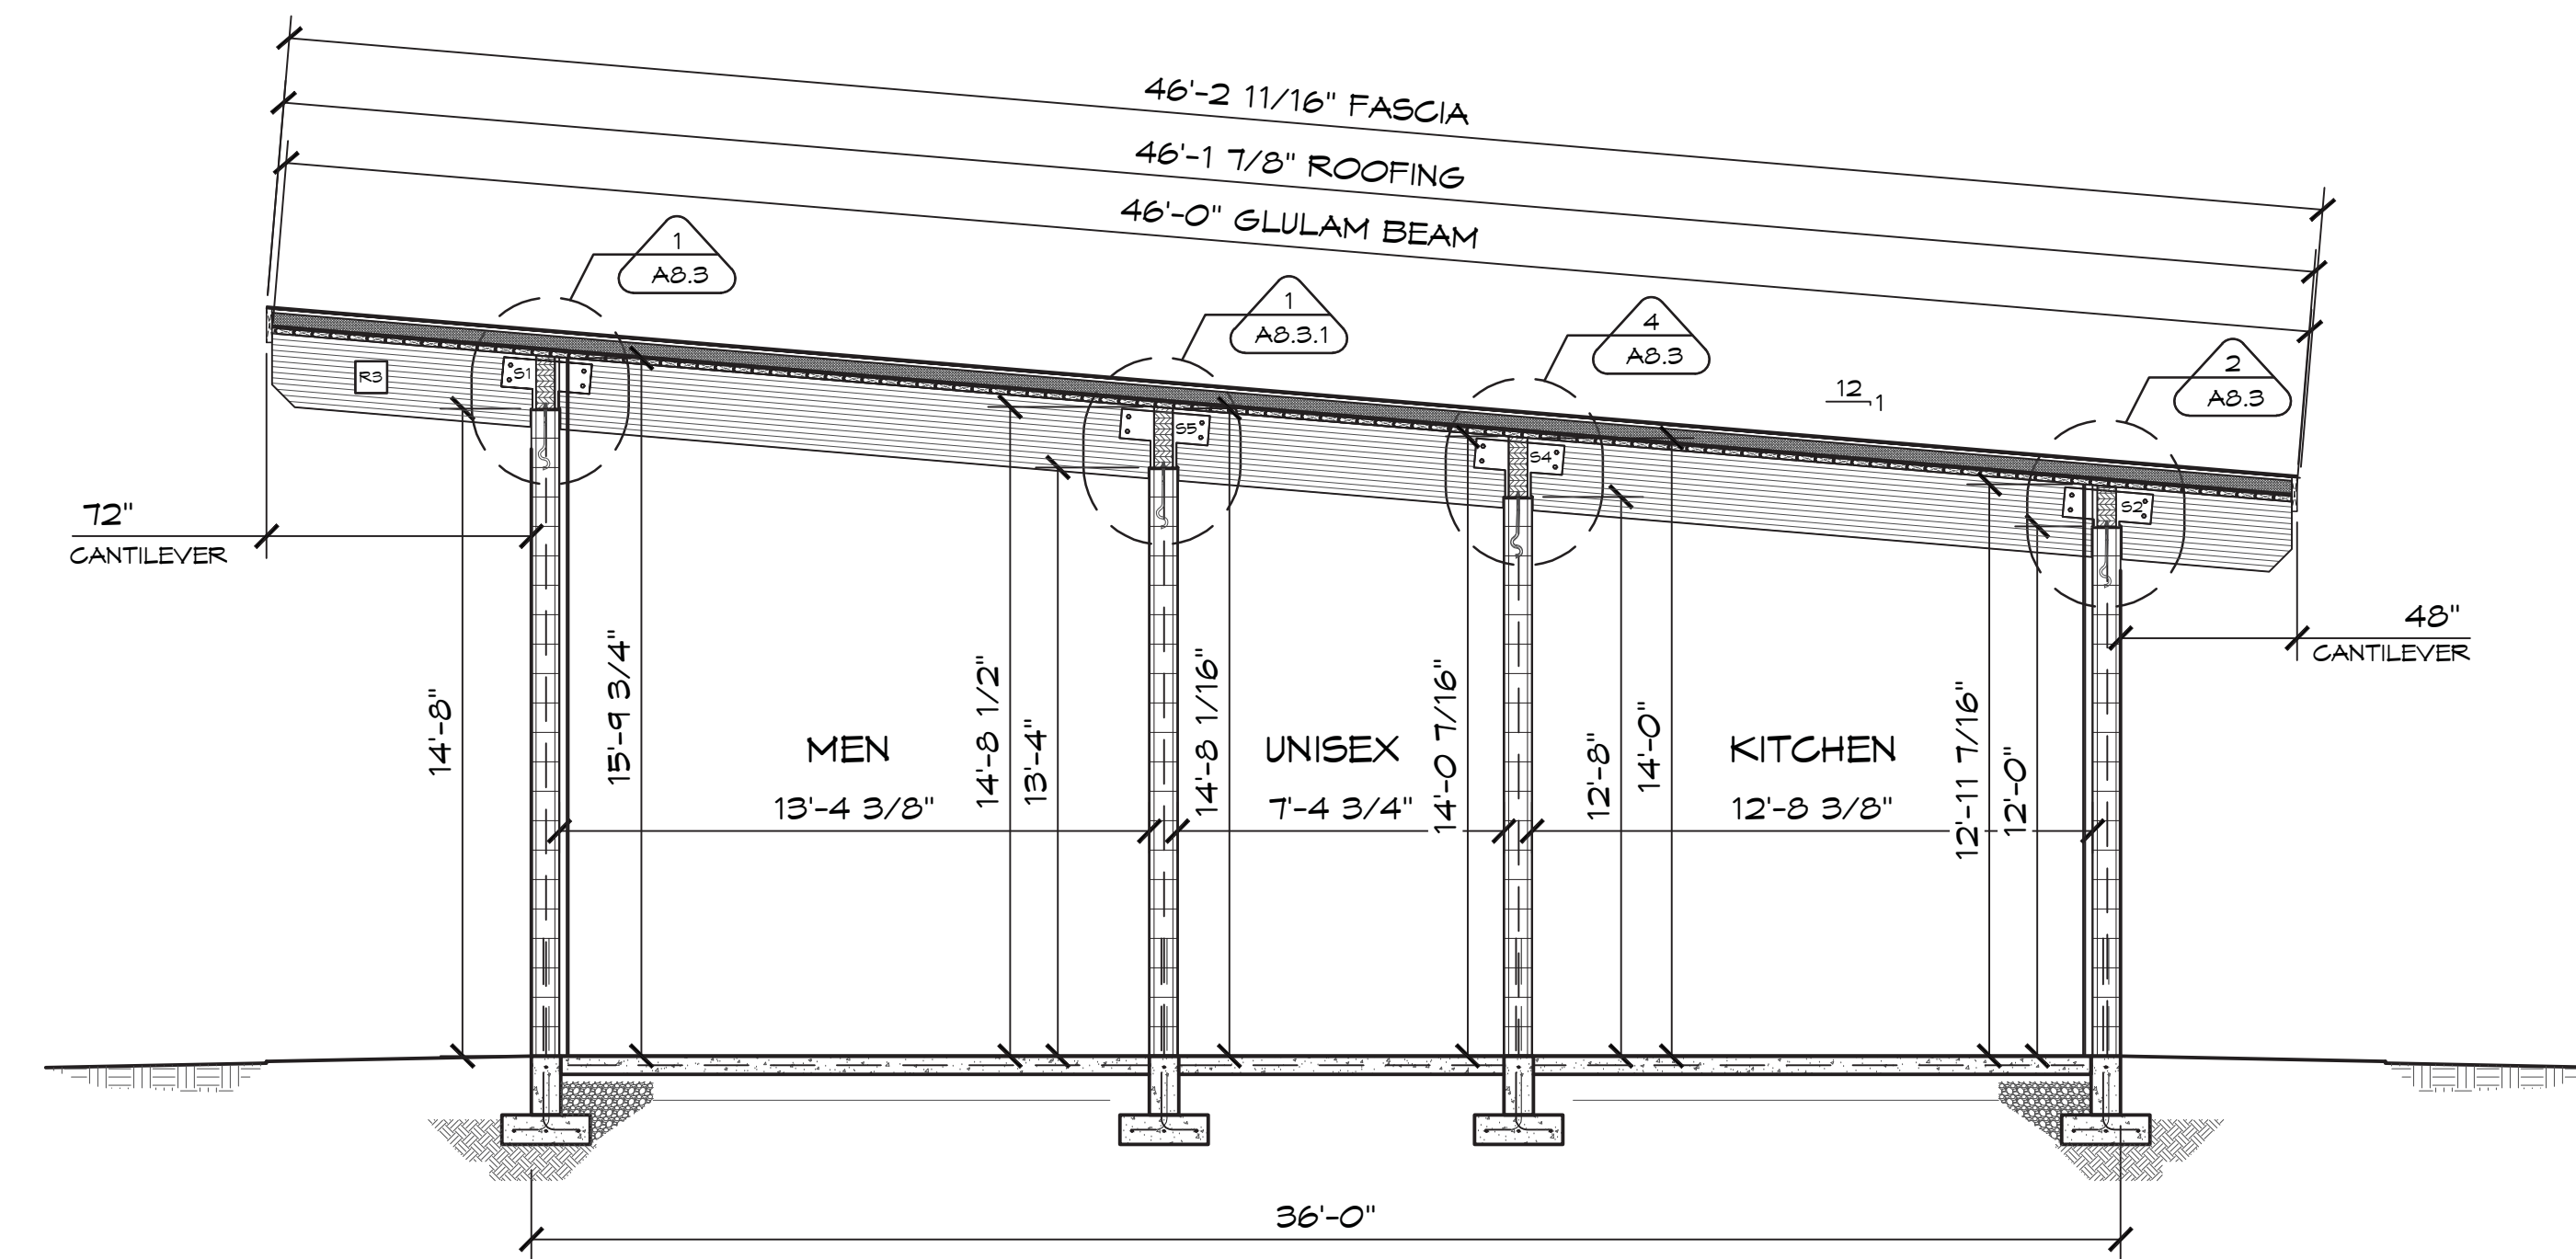 46'-2 11/16" FASCIA
46'-1 7/8" ROOFING
46'-0" GLULAM BEAM
1
A8.3
1
A8.3.1
4
A8.3
2
A8.3
12
1
R3
S1
S5
S4
S2
72"
CANTILEVER
48"
CANTILEVER
14'-8"
15'-9 3/4"
14'-8 1/2"
13'-4"
14'-8 1/16"
14'-0 7/16"
12'-8"
14'-0"
12'-11 7/16"
12'-0"
MEN
13'-4 3/8"
UNISEX
7'-4 3/4"
KITCHEN
12'-8 3/8"
36'-0"